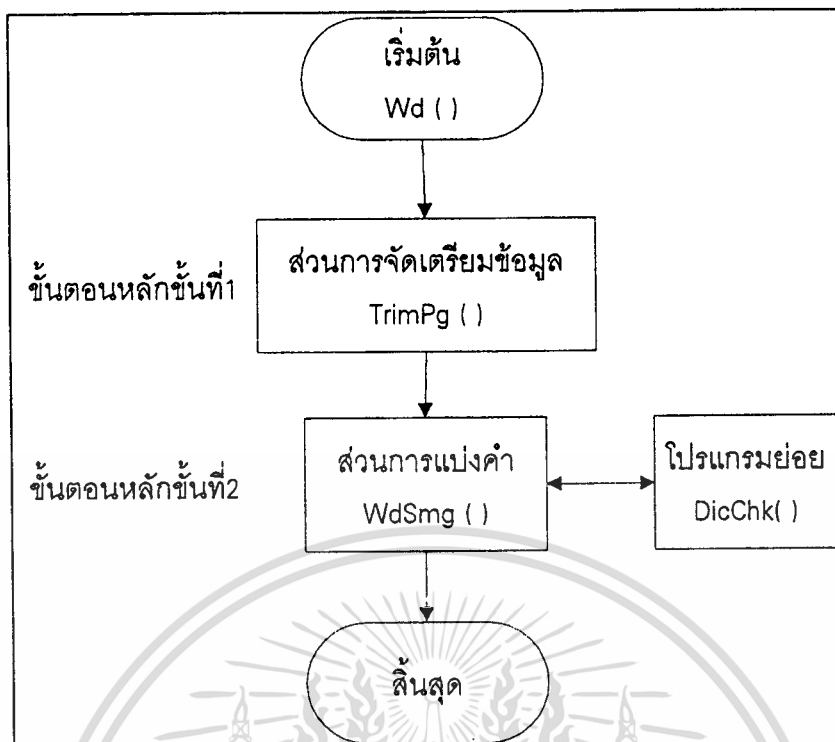 เริ่มต้น
Wd ( )
ขั้นตอนหลักขั้นที่1
ส่วนการจัดเตรียมข้อมูล
TrimPg ( )
ขั้นตอนหลักขั้นที่2
ส่วนการแบ่งคำ
WdSmg ( )
โปรแกรมย่อย
DicChk( )
สิ้นสุด